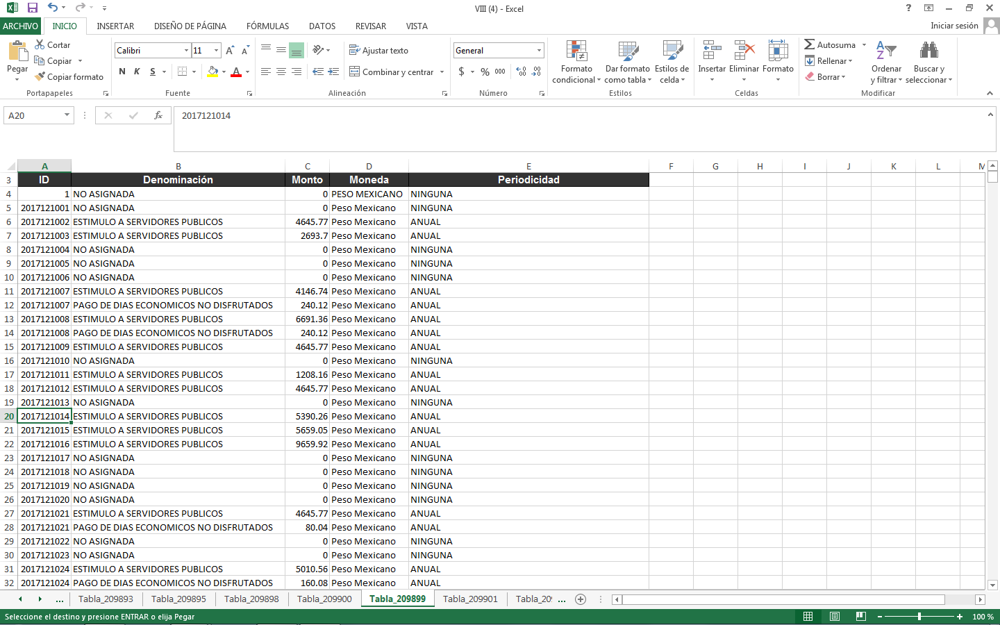 VIII (4) - Excel
ARCHIVO INICIO INSERTAR DISEÑO DE PÁGINA FÓRMULAS DATOS REVISAR VISTA Iniciar sesión
Pegar
Cortar
Copiar
Copiar formato
Portapapeles
Calibri 11
N K S
Fuente
Ajustar texto
Combinar y centrar
Alineación
General
$ % 000
Número
Formato condicional
Dar formato como tabla
Estilos de celda
Estilos
Insertar Eliminar Formato
Celdas
Autosuma
Rellenar
Borrar
Ordenar y filtrar
Buscar y seleccionar
Modificar
A20 fx 2017121014
A B C D E F G H I J K L M
3 ID Denominación Monto Moneda Periodicidad
4 1 NO ASIGNADA 0 PESO MEXICANO NINGUNA
5 2017121001 NO ASIGNADA 0 Peso Mexicano NINGUNA
6 2017121002 ESTIMULO A SERVIDORES PUBLICOS 4645.77 Peso Mexicano ANUAL
7 2017121003 ESTIMULO A SERVIDORES PUBLICOS 2693.7 Peso Mexicano ANUAL
8 2017121004 NO ASIGNADA 0 Peso Mexicano NINGUNA
9 2017121005 NO ASIGNADA 0 Peso Mexicano NINGUNA
10 2017121006 NO ASIGNADA 0 Peso Mexicano NINGUNA
11 2017121007 ESTIMULO A SERVIDORES PUBLICOS 4146.74 Peso Mexicano ANUAL
12 2017121007 PAGO DE DIAS ECONOMICOS NO DISFRUTADOS 240.12 Peso Mexicano ANUAL
13 2017121008 ESTIMULO A SERVIDORES PUBLICOS 6691.36 Peso Mexicano ANUAL
14 2017121008 PAGO DE DIAS ECONOMICOS NO DISFRUTADOS 240.12 Peso Mexicano ANUAL
15 2017121009 ESTIMULO A SERVIDORES PUBLICOS 4645.77 Peso Mexicano ANUAL
16 2017121010 NO ASIGNADA 0 Peso Mexicano NINGUNA
17 2017121011 ESTIMULO A SERVIDORES PUBLICOS 1208.16 Peso Mexicano ANUAL
18 2017121012 ESTIMULO A SERVIDORES PUBLICOS 4645.77 Peso Mexicano ANUAL
19 2017121013 NO ASIGNADA 0 Peso Mexicano NINGUNA
20 2017121014 ESTIMULO A SERVIDORES PUBLICOS 5390.26 Peso Mexicano ANUAL
21 2017121015 ESTIMULO A SERVIDORES PUBLICOS 5659.05 Peso Mexicano ANUAL
22 2017121016 ESTIMULO A SERVIDORES PUBLICOS 9659.92 Peso Mexicano ANUAL
23 2017121017 NO ASIGNADA 0 Peso Mexicano NINGUNA
24 2017121018 NO ASIGNADA 0 Peso Mexicano NINGUNA
25 2017121019 NO ASIGNADA 0 Peso Mexicano NINGUNA
26 2017121020 NO ASIGNADA 0 Peso Mexicano NINGUNA
27 2017121021 ESTIMULO A SERVIDORES PUBLICOS 4645.77 Peso Mexicano ANUAL
28 2017121021 PAGO DE DIAS ECONOMICOS NO DISFRUTADOS 80.04 Peso Mexicano ANUAL
29 2017121022 NO ASIGNADA 0 Peso Mexicano NINGUNA
30 2017121023 NO ASIGNADA 0 Peso Mexicano NINGUNA
31 2017121024 ESTIMULO A SERVIDORES PUBLICOS 5010.56 Peso Mexicano ANUAL
32 2017121024 PAGO DE DIAS ECONOMICOS NO DISFRUTADOS 160.08 Peso Mexicano ANUAL
... Tabla_209893 Tabla_209895 Tabla_209898 Tabla_209900 Tabla_209899 Tabla_209901 Tabla_209 ...
Seleccione el destino y presione ENTRAR o elija Pegar 100 %